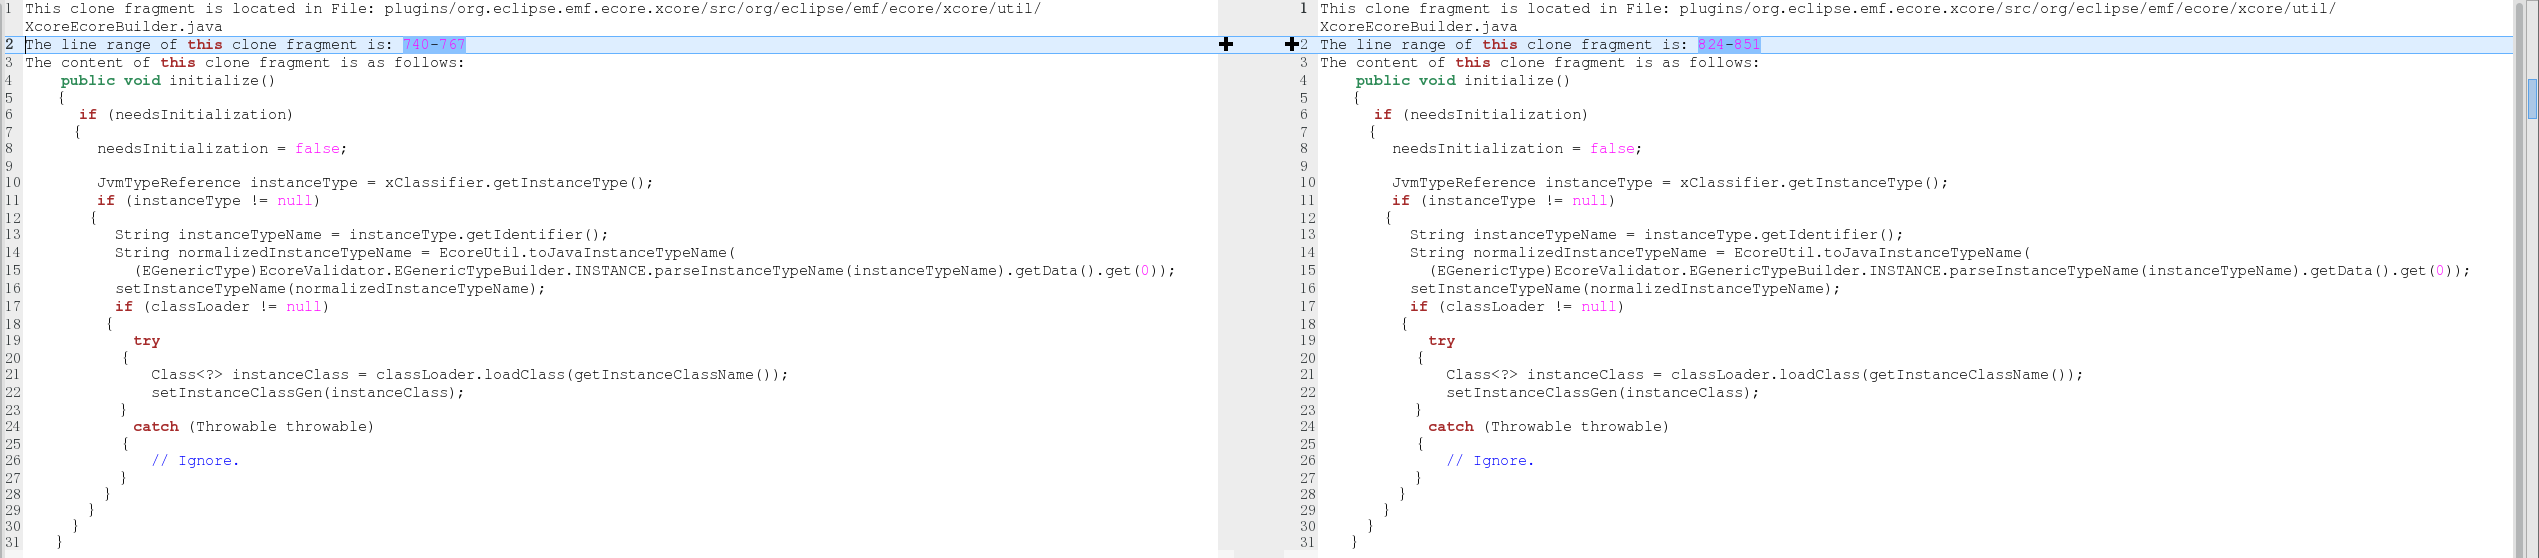 1 This clone fragment is located in File: plugins/org.eclipse.emf.ecore.xcore/src/org/eclipse/emf/ecore/xcore/util/
XcoreEcoreBuilder.java
2 The line range of this clone fragment is: 740-767
3 The content of this clone fragment is as follows:
4 public void initialize()
5 {
6 if (needsInitialization)
7 {
8 needsInitialization = false;
9
10 JvmTypeReference instanceType = xClassifier.getInstanceType();
11 if (instanceType != null)
12 {
13 String instanceTypeName = instanceType.getIdentifier();
14 String normalizedInstanceTypeName = EcoreUtil.toJavaInstanceTypeName(
15 (EGenericType)EcoreValidator.EGenericTypeBuilder.INSTANCE.parseInstanceTypeName(instanceTypeName).getData().get(0));
16 setInstanceTypeName(normalizedInstanceTypeName);
17 if (classLoader != null)
18 {
19 try
20 {
21 Class<?> instanceClass = classLoader.loadClass(getInstanceClassName());
22 setInstanceClassGen(instanceClass);
23 }
24 catch (Throwable throwable)
25 {
26 // Ignore.
27 }
28 }
29 }
30 }
31 }
1 This clone fragment is located in File: plugins/org.eclipse.emf.ecore.xcore/src/org/eclipse/emf/ecore/xcore/util/
XcoreEcoreBuilder.java
2 The line range of this clone fragment is: 824-851
3 The content of this clone fragment is as follows:
4 public void initialize()
5 {
6 if (needsInitialization)
7 {
8 needsInitialization = false;
9
10 JvmTypeReference instanceType = xClassifier.getInstanceType();
11 if (instanceType != null)
12 {
13 String instanceTypeName = instanceType.getIdentifier();
14 String normalizedInstanceTypeName = EcoreUtil.toJavaInstanceTypeName(
15 (EGenericType)EcoreValidator.EGenericTypeBuilder.INSTANCE.parseInstanceTypeName(instanceTypeName).getData().get(0));
16 setInstanceTypeName(normalizedInstanceTypeName);
17 if (classLoader != null)
18 {
19 try
20 {
21 Class<?> instanceClass = classLoader.loadClass(getInstanceClassName());
22 setInstanceClassGen(instanceClass);
23 }
24 catch (Throwable throwable)
25 {
26 // Ignore.
27 }
28 }
29 }
30 }
31 }